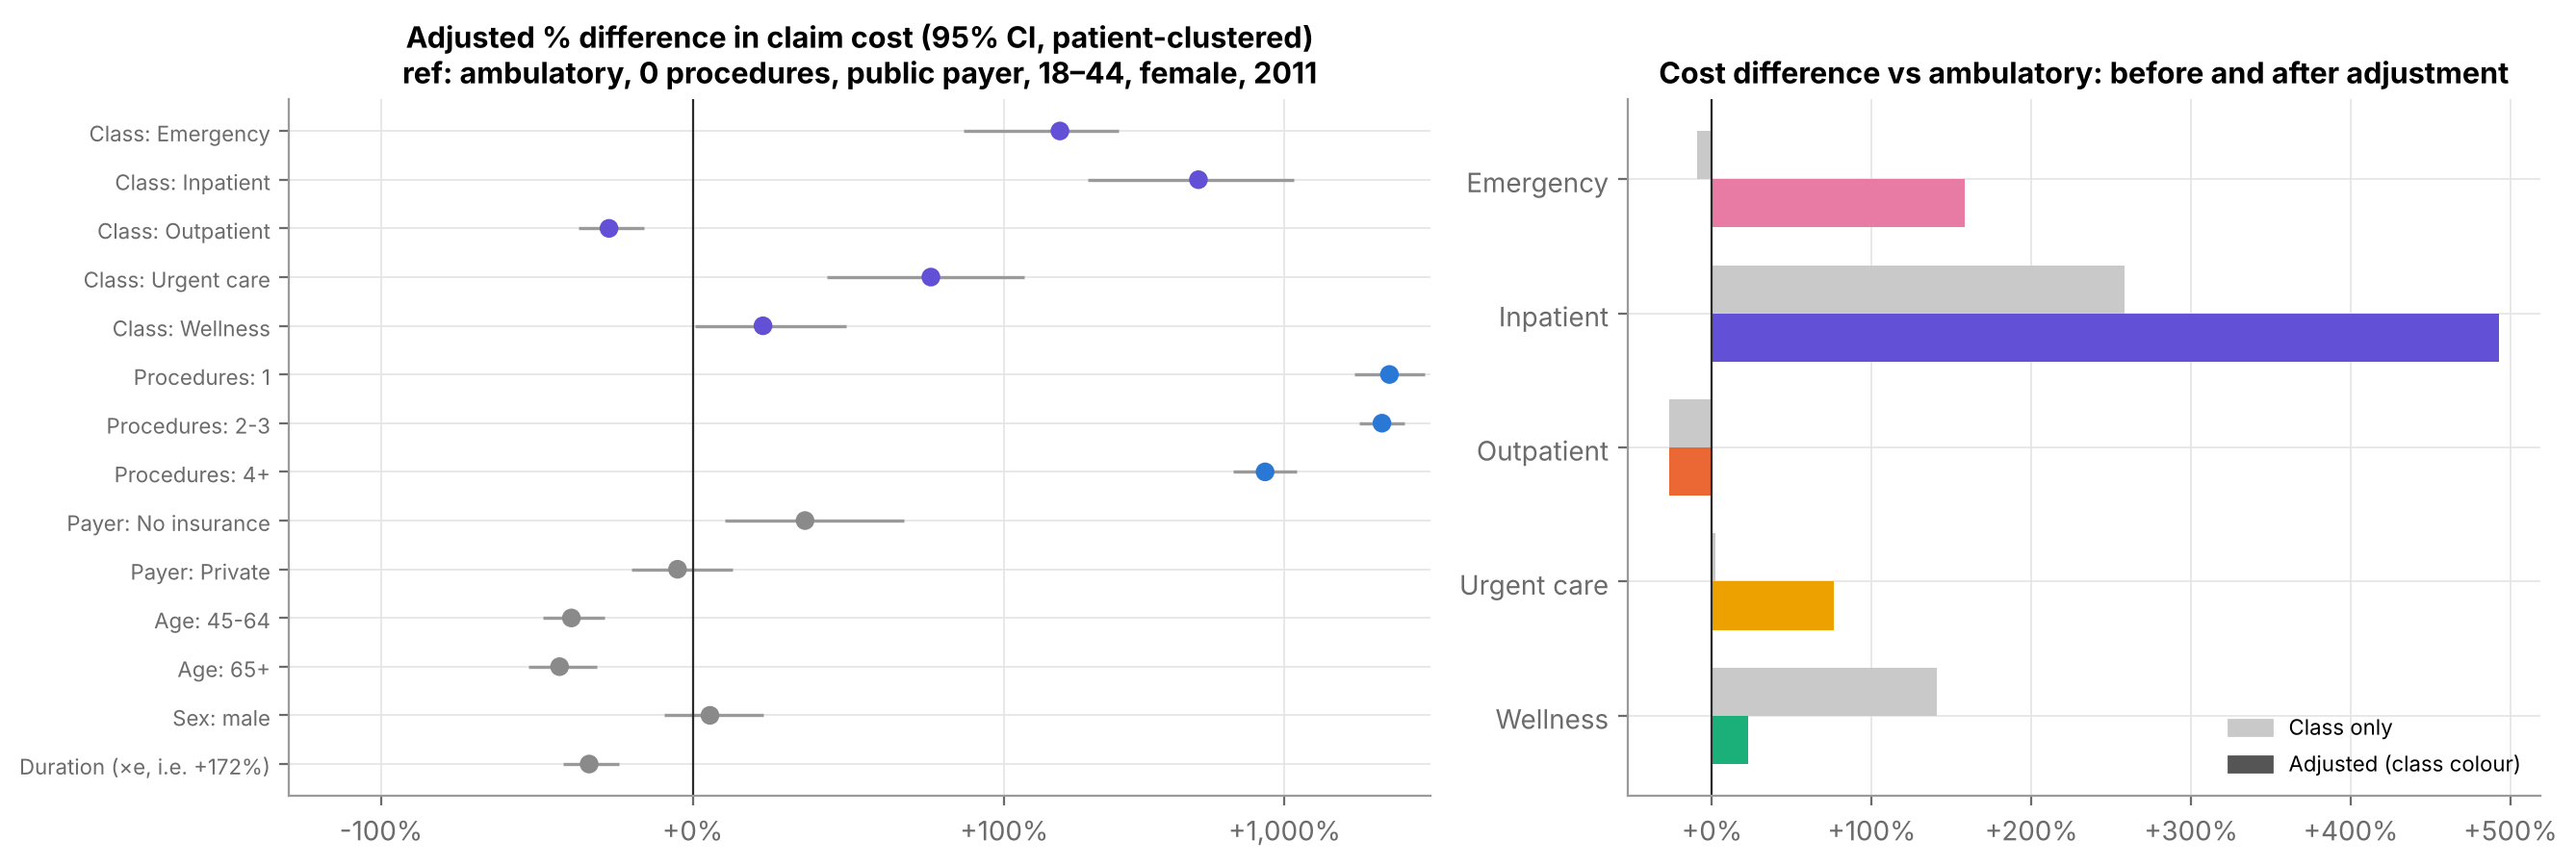 Adjusted % difference in claim cost (95% CI, patient-clustered)
ref: ambulatory, 0 procedures, public payer, 18–44, female, 2011
Class: Emergency
Class: Inpatient
Class: Outpatient
Class: Urgent care
Class: Wellness
Procedures: 1
Procedures: 2-3
Procedures: 4+
Payer: No insurance
Payer: Private
Age: 45-64
Age: 65+
Sex: male
Duration (×e, i.e. +172%)
-100%
+0%
+100%
+1,000%
Cost difference vs ambulatory: before and after adjustment
Emergency
Inpatient
Outpatient
Urgent care
Wellness
Class only
Adjusted (class colour)
+0%
+100%
+200%
+300%
+400%
+500%